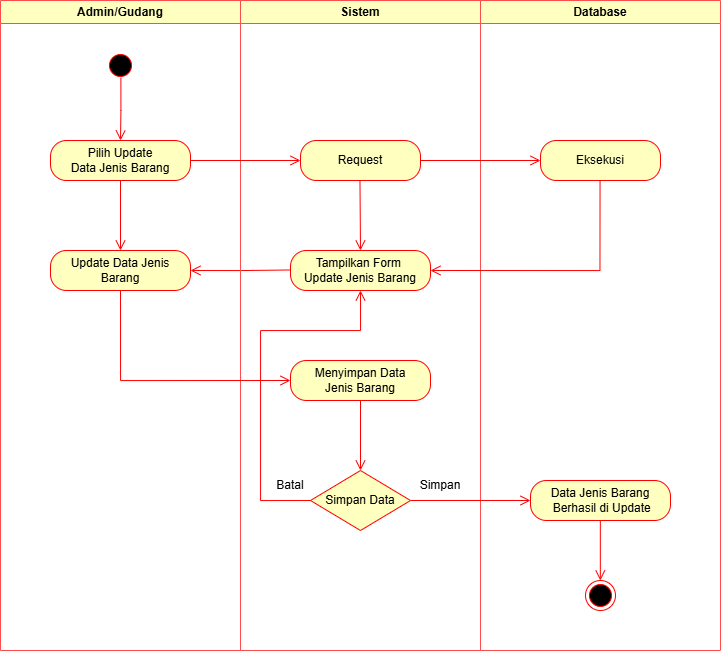 Admin/Gudang
Sistem
Database
Pilih Update
Data Jenis Barang
Request
Eksekusi
Update Data Jenis
Barang
Tampilkan Form
Update Jenis Barang
Menyimpan Data
Jenis Barang
Batal
Simpan Data
Simpan
Data Jenis Barang
Berhasil di Update